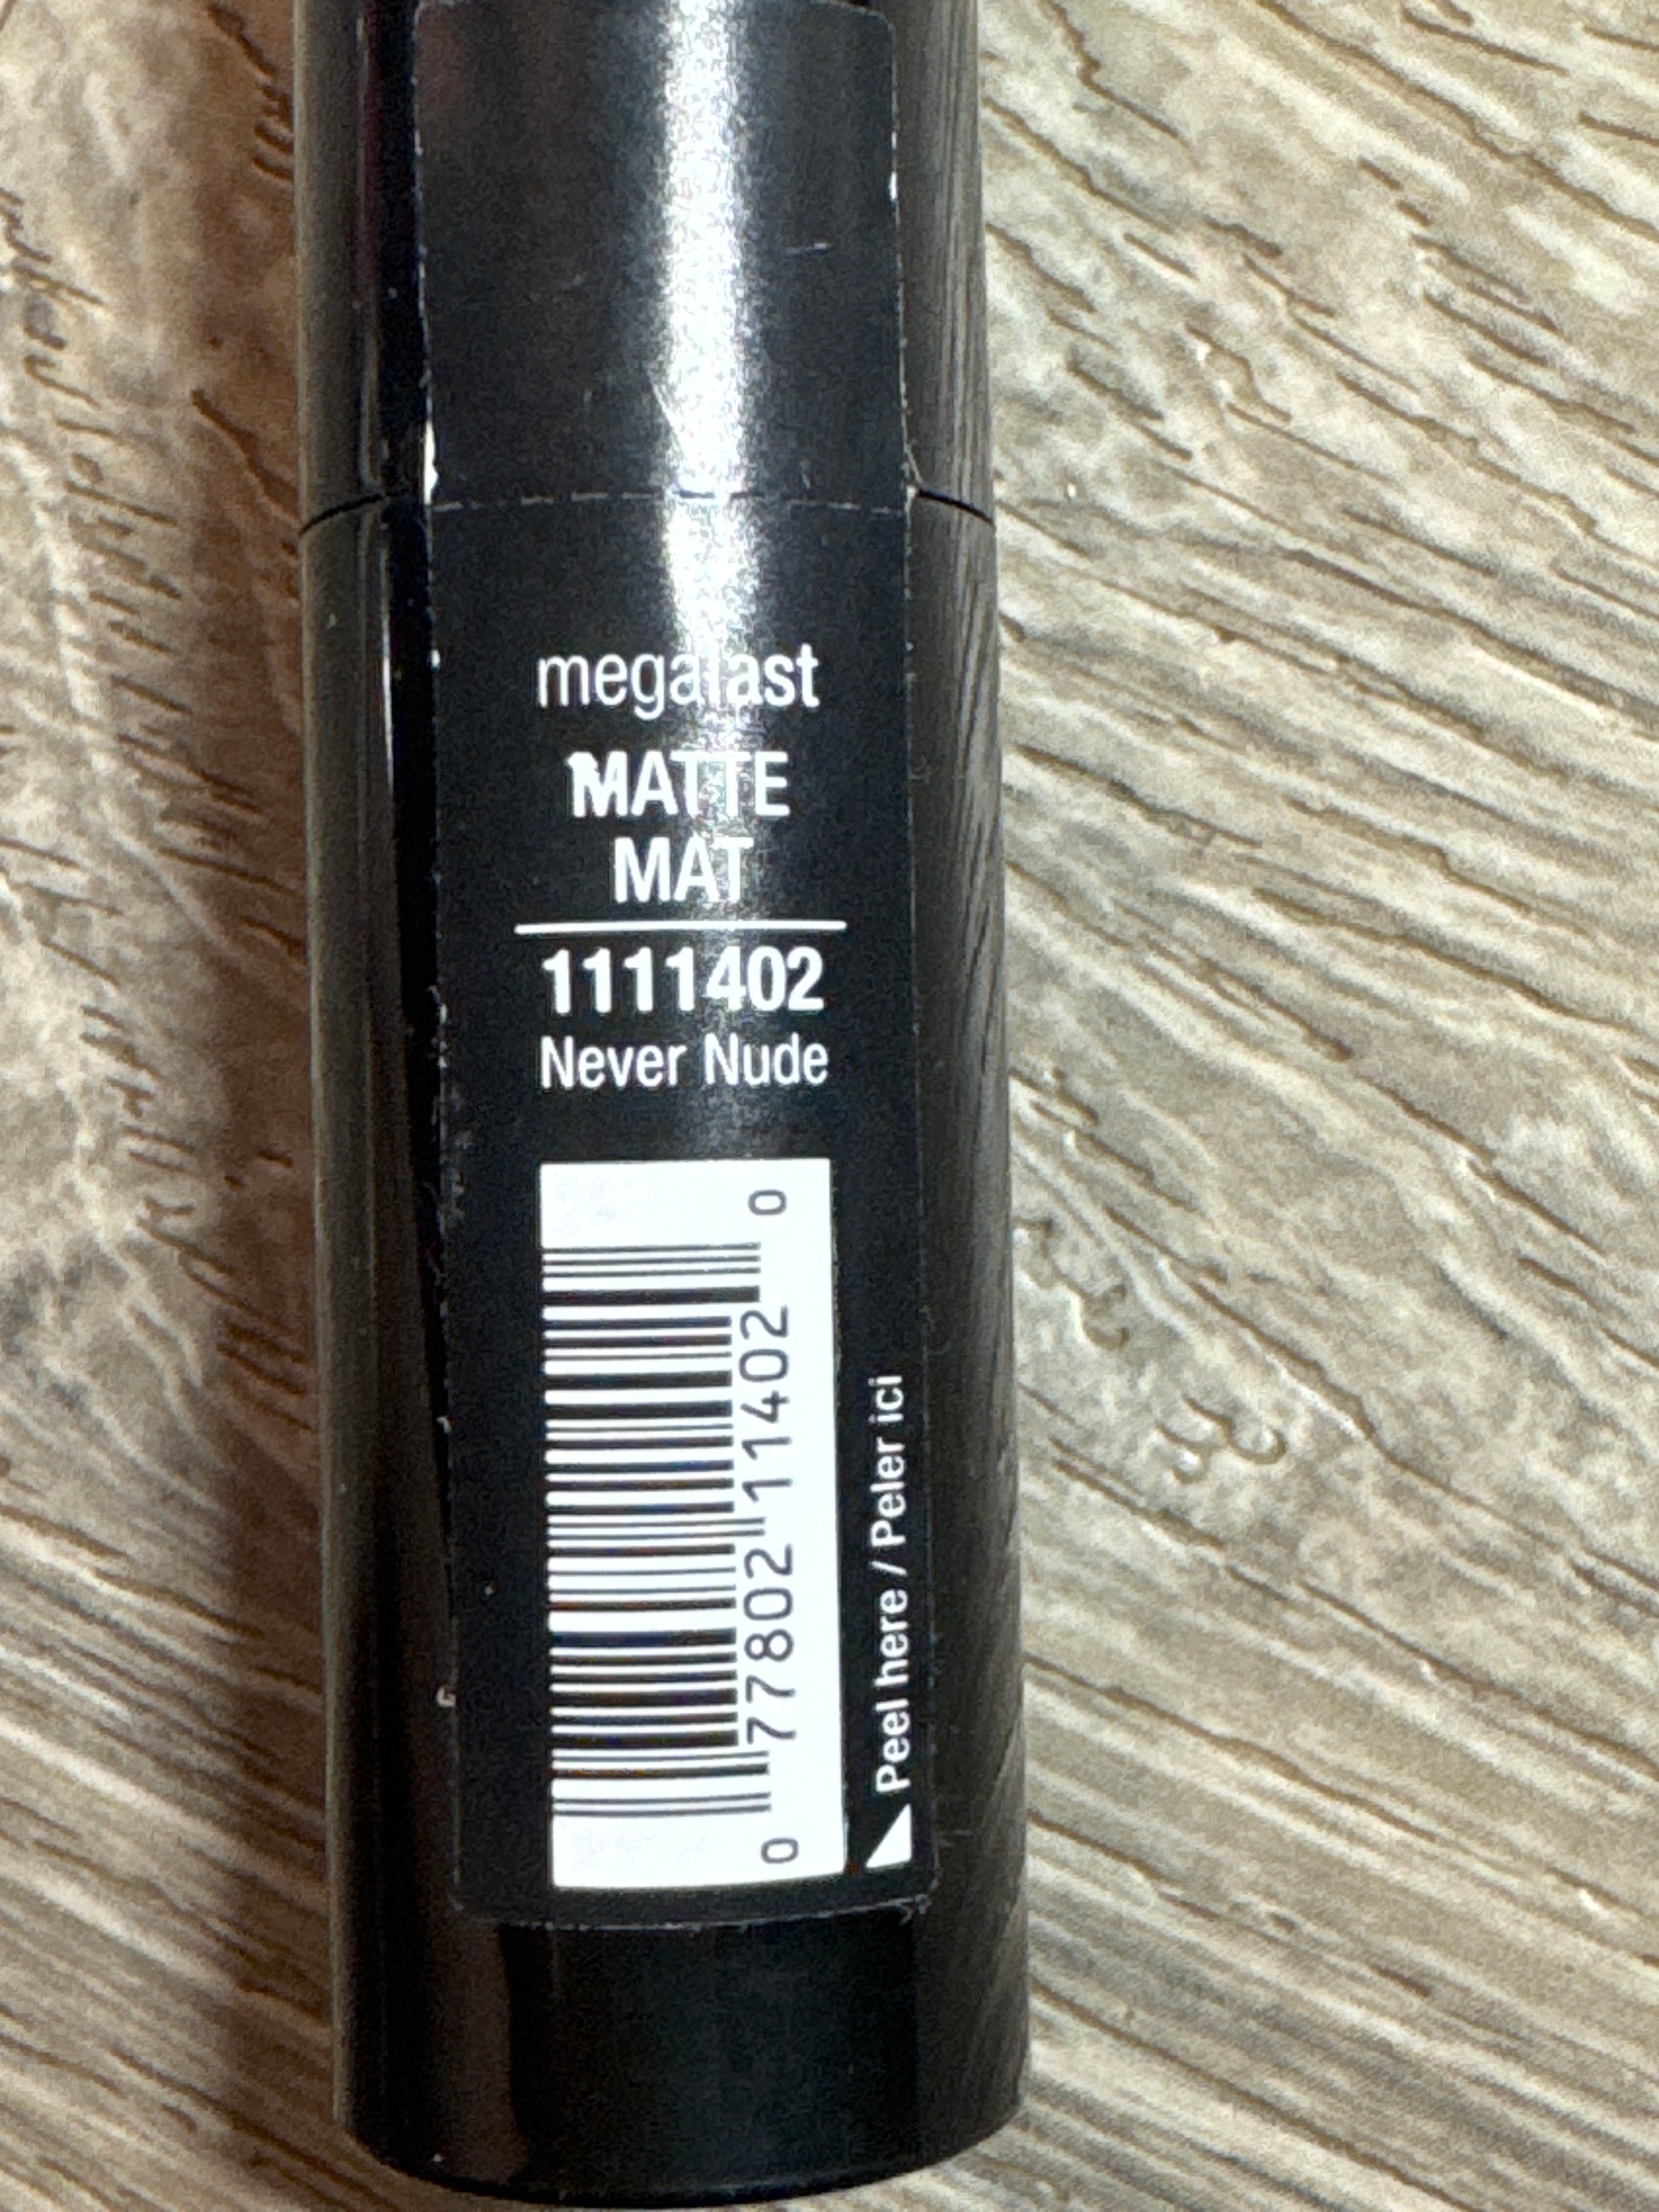 megalast
MATTE
MAT
1111402
Never Nude
0 77802 11402 0
Peel here / Peler ici